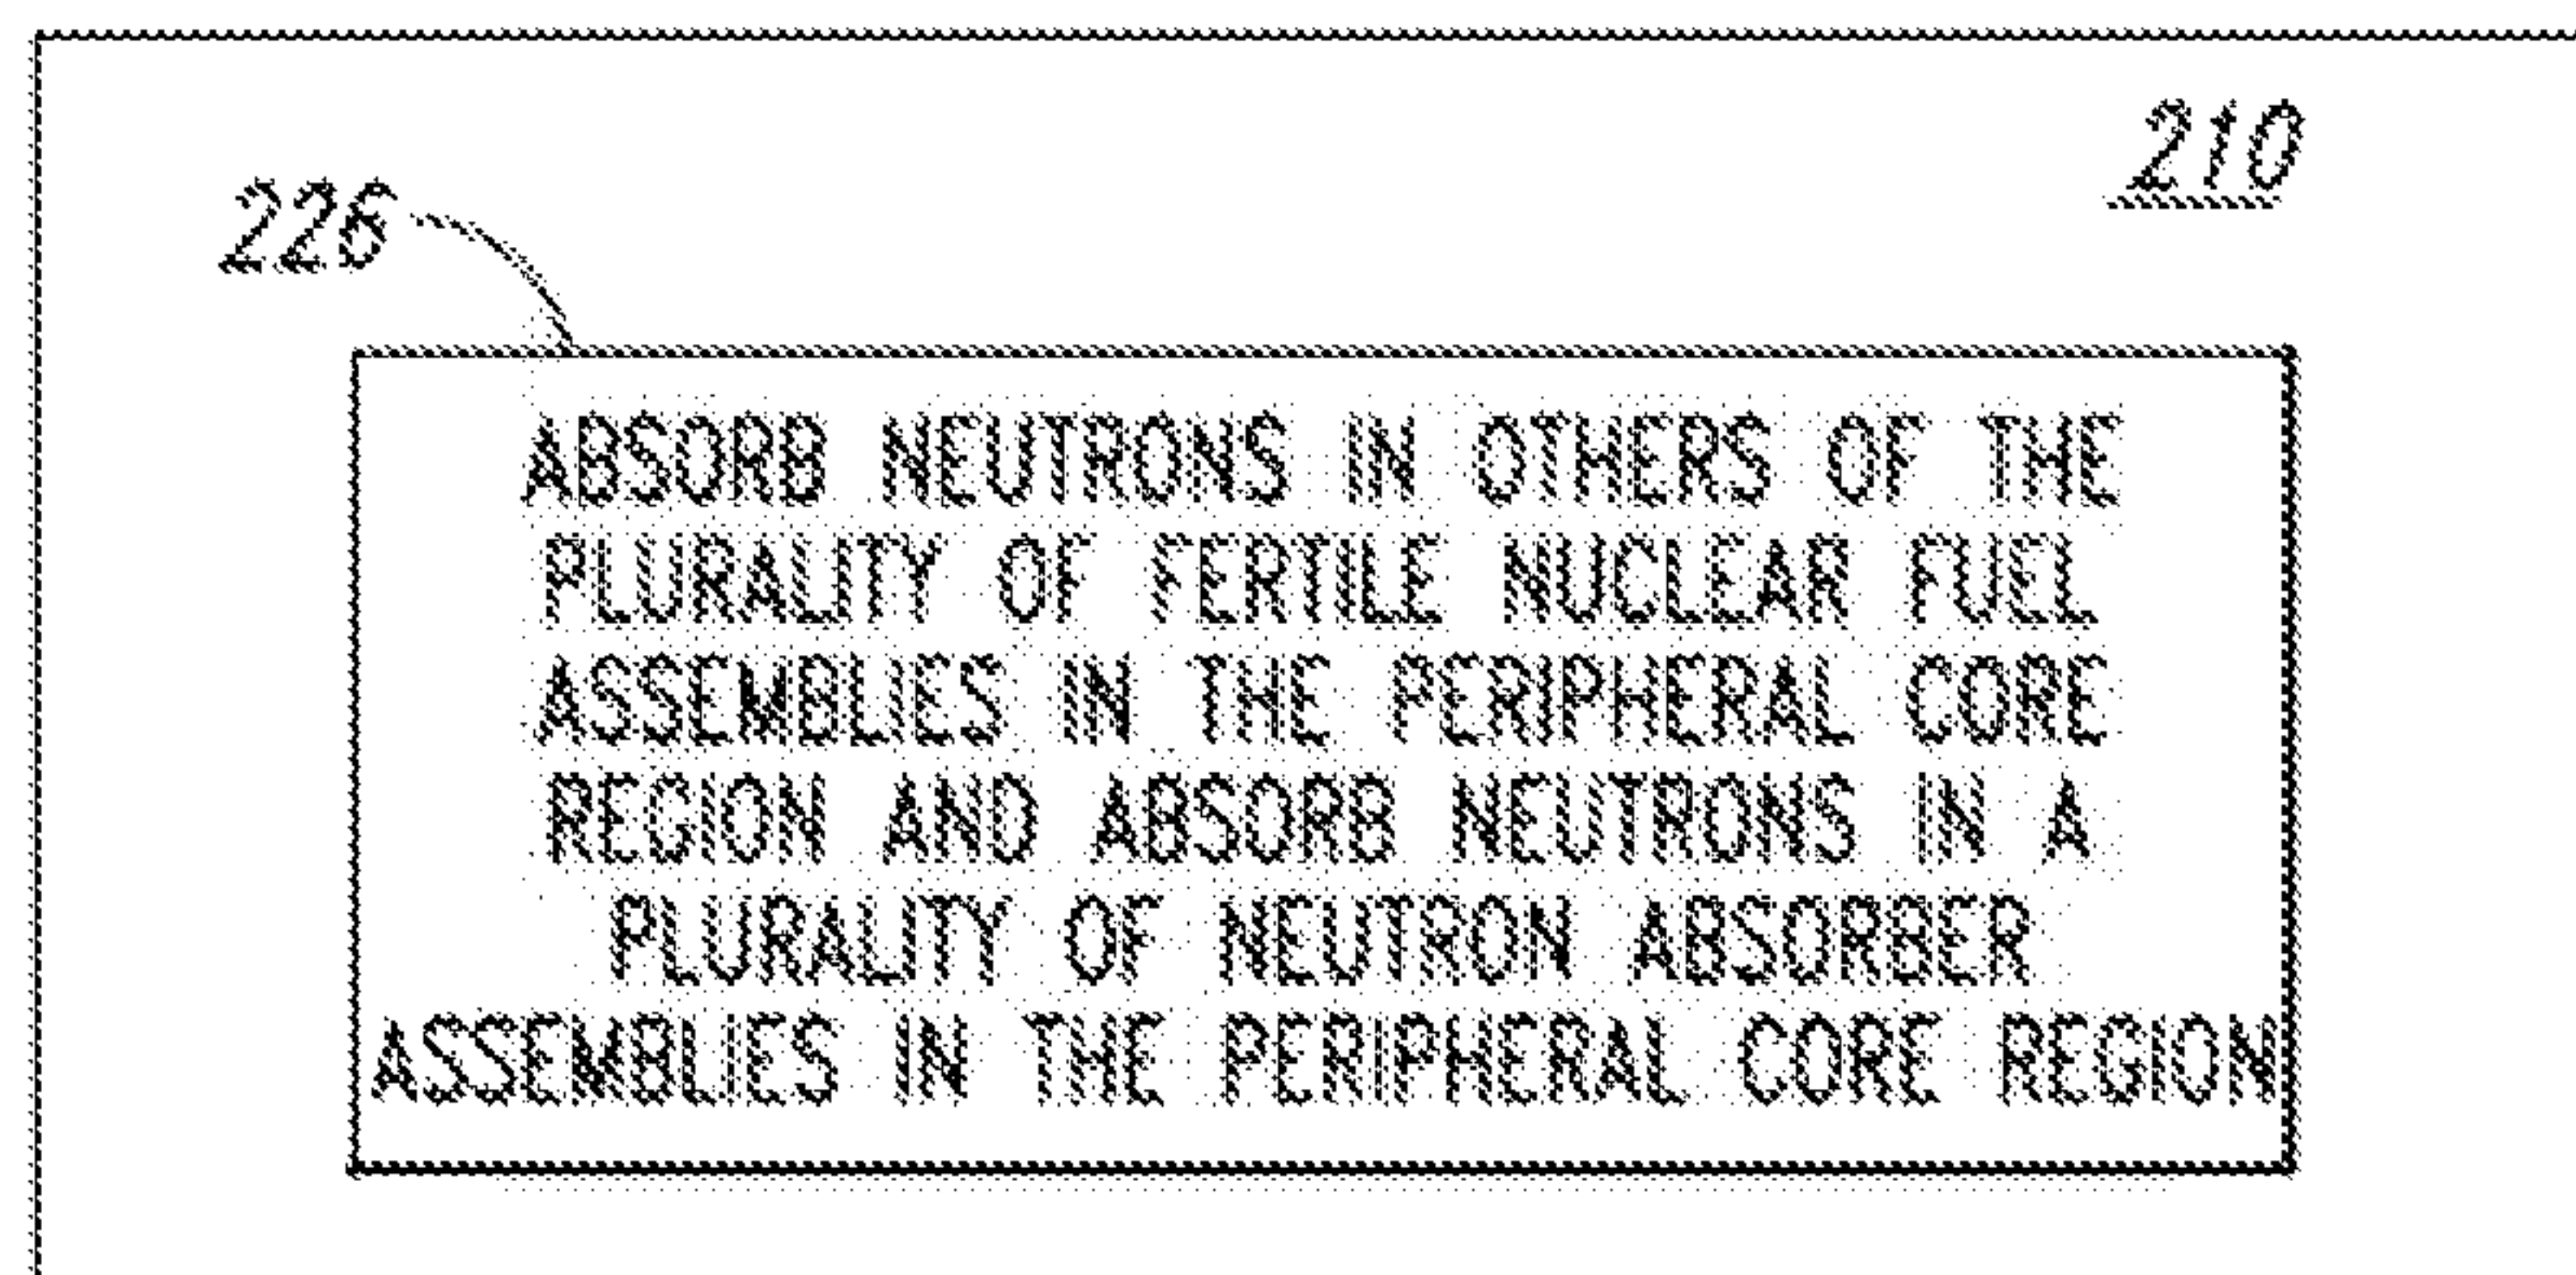 210
226
ABSORB NEUTRONS IN OTHERS OF THE
PLURALITY OF FERTILE NUCLEAR FUEL
ASSEMBLIES IN THE PERIPHERAL CORE
REGION AND ABSORB NEUTRONS IN A
PLURALITY OF NEUTRON ABSORBER
ASSEMBLIES IN THE PERIPHERAL CORE REGION